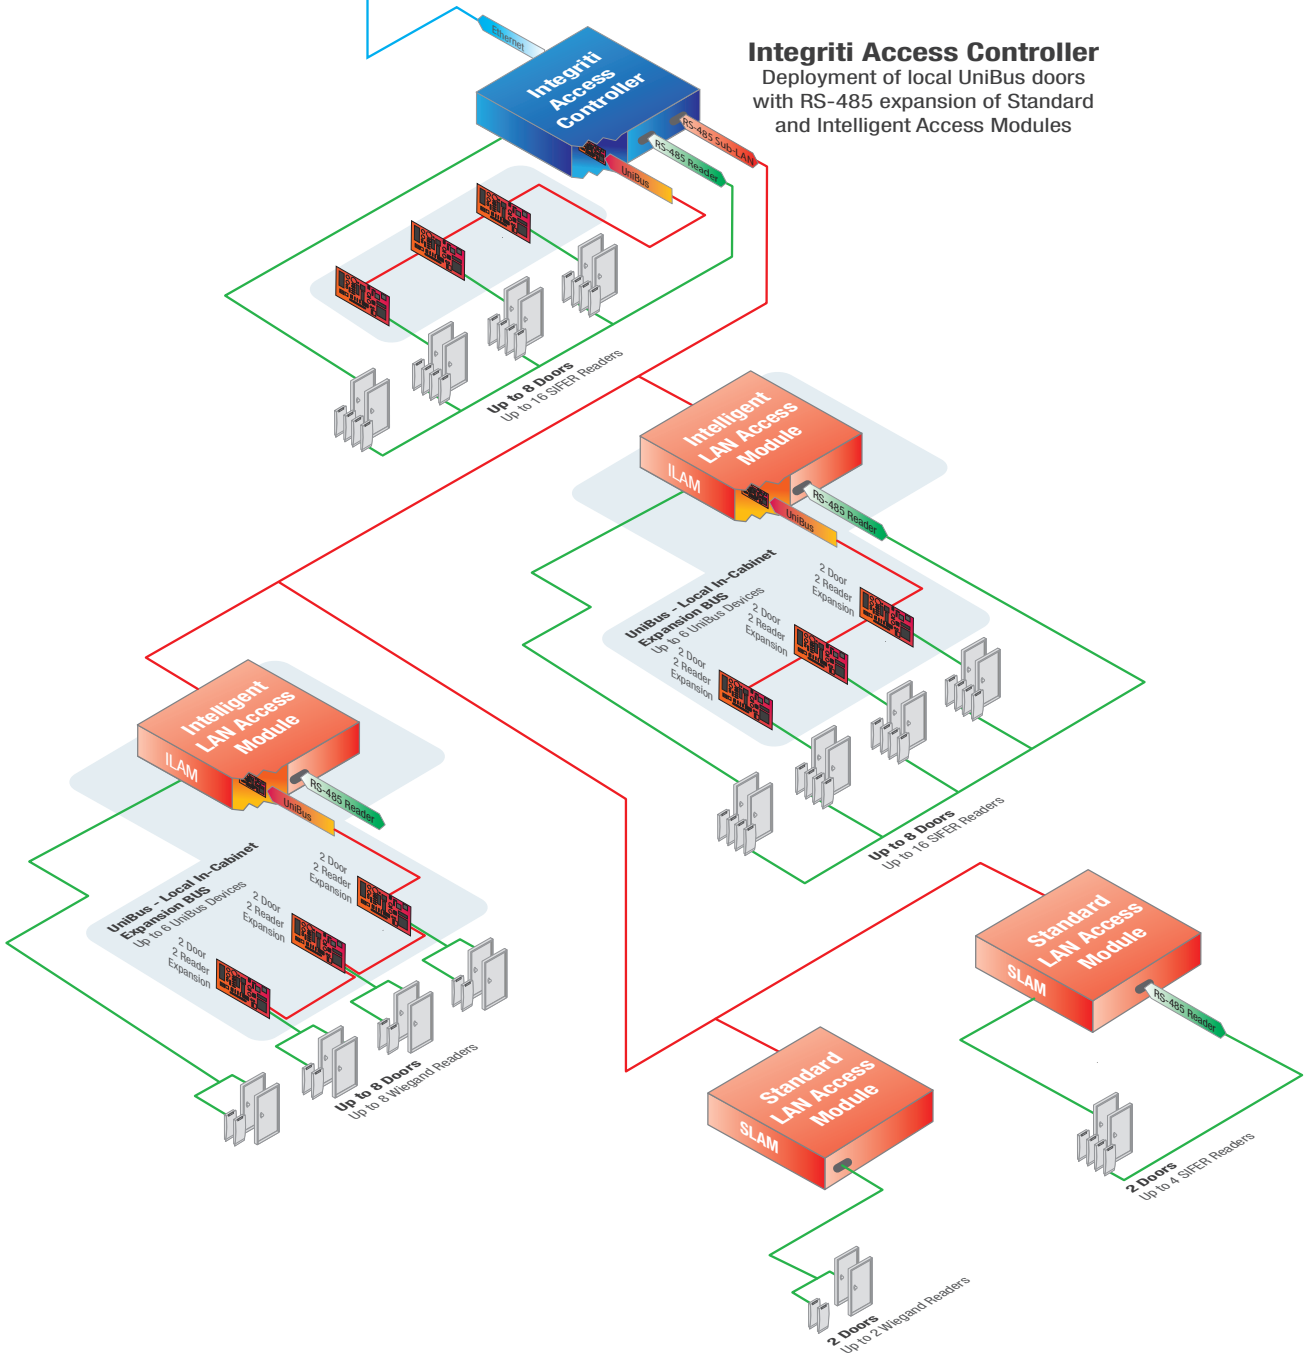 Integriti Access Controller
Deployment of local UniBus doors
with RS-485 expansion of Standard
and Intelligent Access Modules
Ethernet
Integriti
Access
Controller
RS-485 Sub-LAN
RS-485 Reader
UniBus
Up to 8 Doors
Up to 16 SIFER Readers
Intelligent
LAN Access
Module
ILAM
RS-485 Reader
UniBus
UniBus - Local In-Cabinet
Expansion BUS
Up to 6 UniBus Devices
2 Door
2 Reader
Expansion
2 Door
2 Reader
Expansion
2 Door
2 Reader
Expansion
Up to 8 Doors
Up to 16 SIFER Readers
Intelligent
LAN Access
Module
ILAM
RS-485 Reader
UniBus
UniBus - Local In-Cabinet
Expansion BUS
Up to 6 UniBus Devices
2 Door
2 Reader
Expansion
2 Door
2 Reader
Expansion
2 Door
2 Reader
Expansion
Up to 8 Doors
Up to 8 Wiegand Readers
Standard
LAN Access
Module
SLAM
RS-485 Reader
2 Doors
Up to 4 SIFER Readers
Standard
LAN Access
Module
SLAM
2 Doors
Up to 2 Wiegand Readers